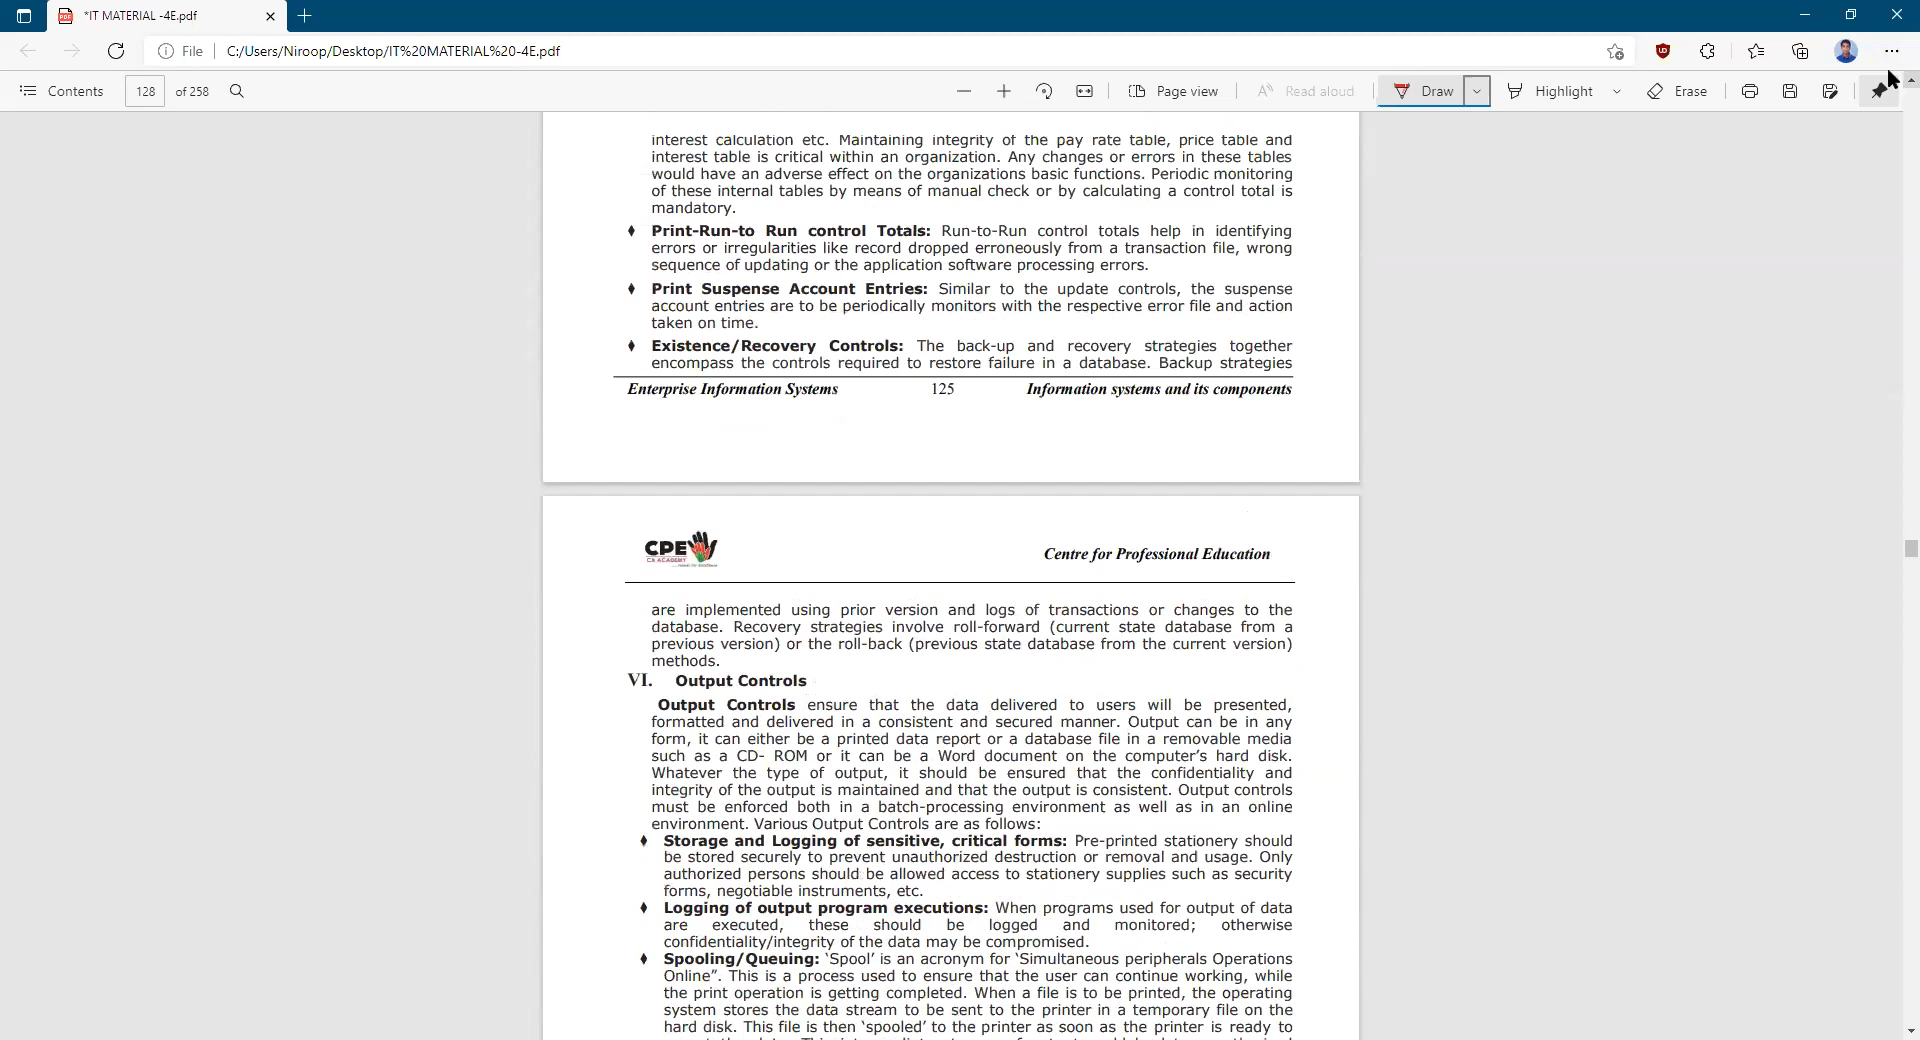 *IT MATERIAL -4E.pdf
File
C:/Users/Niroop/Desktop/IT%20MATERIAL%20-4E.pdf
Contents
128
of 258
Page view
Read aloud
Draw
Highlight
Erase
interest calculation etc. Maintaining integrity of the pay rate table, price table and
interest table is critical within an organization. Any changes or errors in these tables
would have an adverse effect on the organizations basic functions. Periodic monitoring
of these internal tables by means of manual check or by calculating a control total is
mandatory.
♦ Print-Run-to Run control Totals: Run-to-Run control totals help in identifying
errors or irregularities like record dropped erroneously from a transaction file, wrong
sequence of updating or the application software processing errors.
♦ Print Suspense Account Entries: Similar to the update controls, the suspense
account entries are to be periodically monitors with the respective error file and action
taken on time.
♦ Existence/Recovery Controls: The back-up and recovery strategies together
encompass the controls required to restore failure in a database. Backup strategies
Enterprise Information Systems 125 Information systems and its components
CPE
CA ACADEMY
Centre for Professional Education
are implemented using prior version and logs of transactions or changes to the
database. Recovery strategies involve roll-forward (current state database from a
previous version) or the roll-back (previous state database from the current version)
methods.
VI. Output Controls
Output Controls ensure that the data delivered to users will be presented,
formatted and delivered in a consistent and secured manner. Output can be in any
form, it can either be a printed data report or a database file in a removable media
such as a CD- ROM or it can be a Word document on the computer's hard disk.
Whatever the type of output, it should be ensured that the confidentiality and
integrity of the output is maintained and that the output is consistent. Output controls
must be enforced both in a batch-processing environment as well as in an online
environment. Various Output Controls are as follows:
♦ Storage and Logging of sensitive, critical forms: Pre-printed stationery should
be stored securely to prevent unauthorized destruction or removal and usage. Only
authorized persons should be allowed access to stationery supplies such as security
forms, negotiable instruments, etc.
♦ Logging of output program executions: When programs used for output of data
are executed, these should be logged and monitored; otherwise
confidentiality/integrity of the data may be compromised.
♦ Spooling/Queuing: 'Spool' is an acronym for 'Simultaneous peripherals Operations
Online". This is a process used to ensure that the user can continue working, while
the print operation is getting completed. When a file is to be printed, the operating
system stores the data stream to be sent to the printer in a temporary file on the
hard disk. This file is then 'spooled' to the printer as soon as the printer is ready to